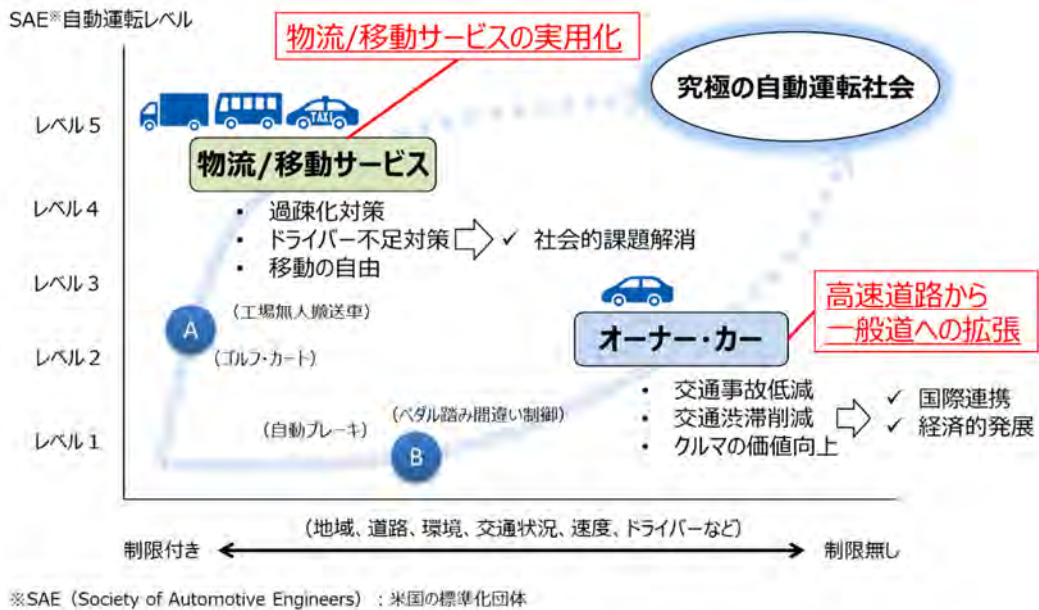 SAE※自動運転レベル
物流/移動サービスの実用化
究極の自動運転社会
レベル5
TAXI
物流/移動サービス
レベル4
・ 過疎化対策
・ ドライバー不足対策
✓ 社会的課題解消
・ 移動の自由
レベル3
高速道路から
一般道への拡張
A
(工場無人搬送車)
オーナー・カー
レベル2
(ゴルフ・カート)
・ 交通事故低減
・ 交通渋滞削減
・ クルマの価値向上
✓ 国際連携
✓ 経済的発展
(ペダル踏み間違い制御)
(自動ブレーキ)
レベル1
B
(地域、道路、環境、交通状況、速度、ドライバーなど)
制限付き
制限無し
※SAE (Society of Automotive Engineers) : 米国の標準化団体